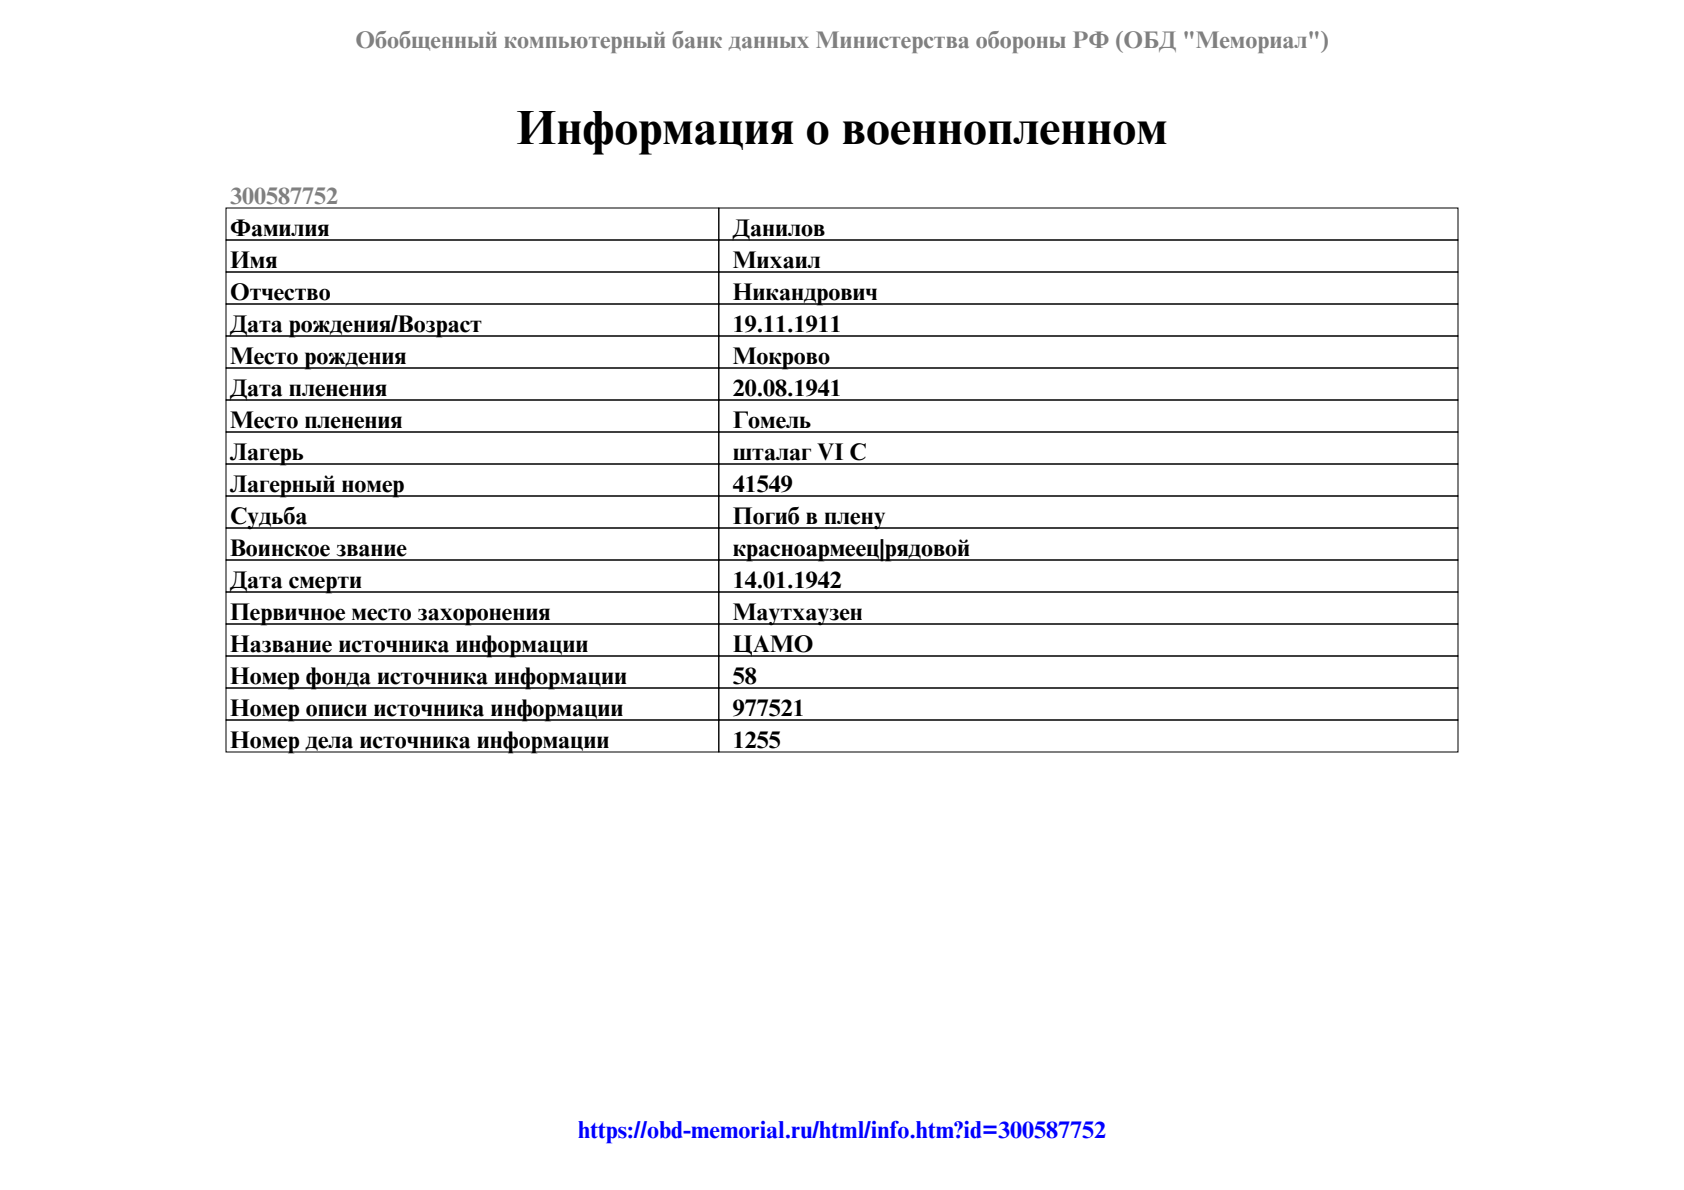 Обобщенный компьютерный банк данных Министерства обороны РФ (ОБД "Мемориал")
Информация о военнопленном
300587752
Фамилия Данилов
Имя Михаил
Отчество Никандрович
Дата рождения/Возраст 19.11.1911
Место рождения Мокрово
Дата пленения 20.08.1941
Место пленения Гомель
Лагерь шталаг VI C
Лагерный номер 41549
Судьба Погиб в плену
Воинское звание красноармеец|рядовой
Дата смерти 14.01.1942
Первичное место захоронения Маутхаузен
Название источника информации ЦАМО
Номер фонда источника информации 58
Номер описи источника информации 977521
Номер дела источника информации 1255
https://obd-memorial.ru/html/info.htm?id=300587752